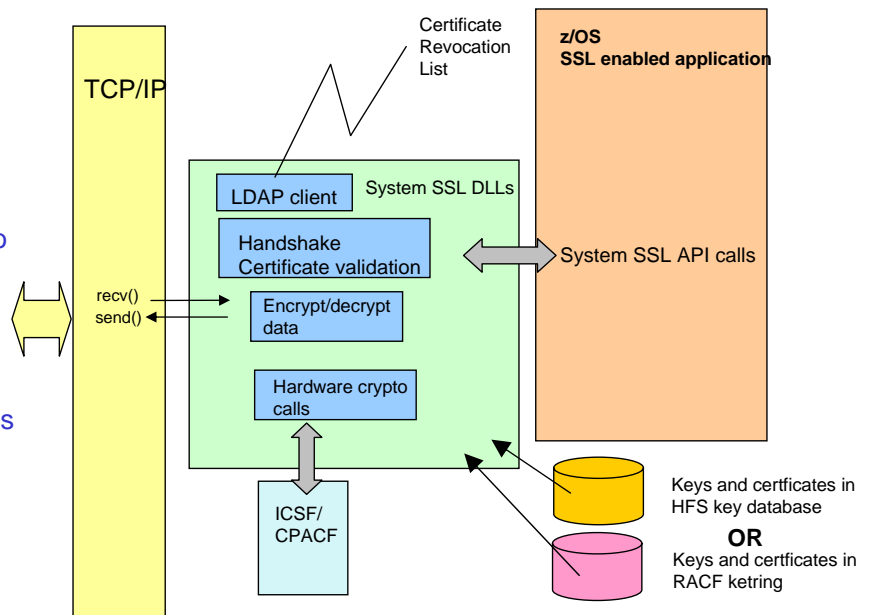 Certificate
Revocation
List
z/OS
SSL enabled application
TCP/IP
LDAP client
System SSL DLLs
Handshake
Certificate validation
System SSL API calls
recv()
send()
Encrypt/decrypt
data
Hardware crypto
calls
ICSF/
CPACF
Keys and certficates in
HFS key database
OR
Keys and certficates in
RACF ketring